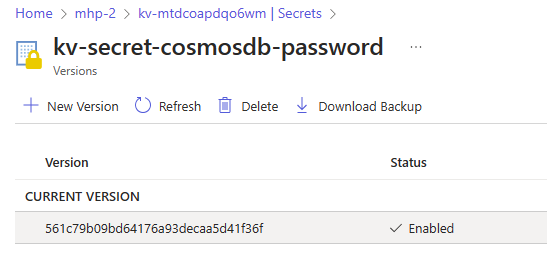 Home > mhp-2 > kv-mtdcoapdqo6wm | Secrets >
kv-secret-cosmosdb-password ...
Versions
New Version Refresh Delete Download Backup
Version Status
CURRENT VERSION
561c79b09bd64176a93decaa5d41f36f Enabled